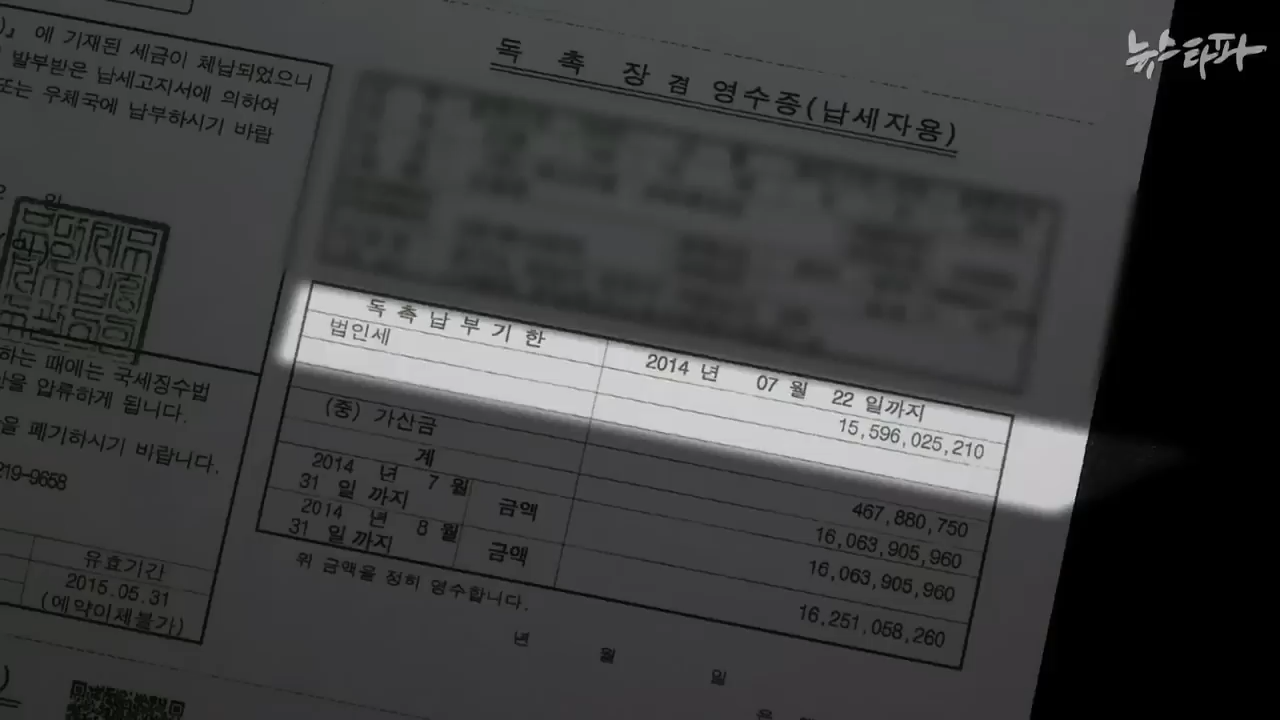 뉴스타파
』 에 기재된 세금이 체납되었으니
발부받은 납세고지서에 의하여
또는 우체국에 납부하시기 바랍
일
하는 때에는 국세징수법
을 압류하게 됩니다.
을 폐기하시기 바랍니다.
219-9658
유효기간
2015.05.31
(예약이체불가)
독 촉 장 겸 영수증(납세자용)
독 촉 납 부 기 한 2014 년 07 월 22 일까지
법인세 15,596,025,210
(중) 가산금 467,880,750
계 16,063,905,960
2014 년 7 월
31 일 까지 금액 16,063,905,960
2014 년 8 월
31 일 까지 금액 16,251,058,260
위 금액을 정히 영수합니다.
년 월 일